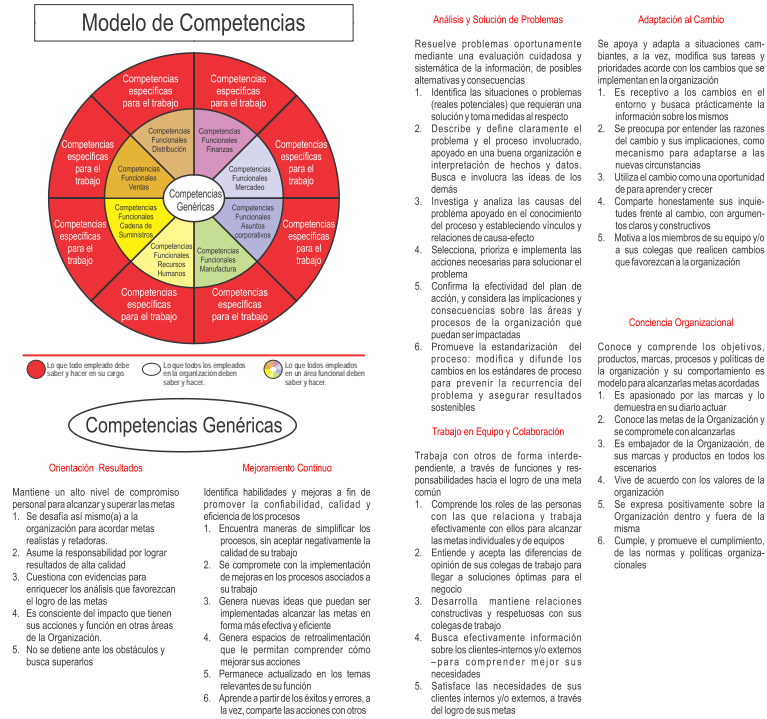 Modelo de Competencias
Competencias
específicas
para el trabajo
Competencias
específicas
para el trabajo
Competencias
específicas
para el
trabajo
Competencias
específicas
para el
trabajo
Competencias
específicas
para el
trabajo
Competencias
específicas
para el
trabajo
Competencias
específicas
para el trabajo
Competencias
específicas
para el trabajo
Competencias
Funcionales
Distribución
Competencias
Funcionales
Finanzas
Competencias
Funcionales
Ventas
Competencias
Funcionales
Mercadeo
Competencias
Genéricas
Competencias
Funcionales
Cadena de
Suministros
Competencias
Funcionales
Asuntos
corporativos
Competencias
Funcionales
Recursos
Humanos
Competencias
Funcionales
Manufactura
Lo que todo empleado debe
saber y hacer en su cargo.
Lo que todos los empleados
en la organización deben
saber y hacer.
Lo que todos empleados
en un área funcional deben
saber y hacer.
Competencias Genéricas
Orientación Resultados
Mantiene un alto nivel de compromiso
personal para alcanzar y superar las metas
1. Se desafía así mismo(a) a la
organización para acordar metas
realistas y retadoras.
2. Asume la responsabilidad por lograr
resultados de alta calidad
3. Cuestiona con evidencias para
enriquecer los análisis que favorezcan
el logro de las metas
4. Es consciente del impacto que tienen
sus acciones y función en otras áreas
de la Organización.
5. No se detiene ante los obstáculos y
busca superarlos
Mejoramiento Continuo
Identifica habilidades y mejoras a fin de
promover la confiabilidad, calidad y
eficiencia de los procesos
1. Encuentra maneras de simplificar los
procesos, sin aceptar negativamente la
calidad de su trabajo
2. Se compromete con la implementación
de mejoras en los procesos asociados a
su trabajo
3. Genera nuevas ideas que puedan ser
implementadas alcanzar las metas en
forma más efectiva y eficiente
4. Genera espacios de retroalimentación
que le permitan comprender cómo
mejorar sus acciones
5. Permanece actualizado en los temas
relevantes de su función
6. Aprende a partir de los éxitos y errores, a
la vez, comparte las acciones con otros
Análisis y Solución de Problemas
Resuelve problemas oportunamente
mediante una evaluación cuidadosa y
sistemática de la información, de posibles
alternativas y consecuencias
1. Identifica las situaciones o problemas
(reales potenciales) que requieran una
solución y toma medidas al respecto
2. Describe y define claramente el
problema y el proceso involucrado,
apoyado en una buena organización e
interpretación de hechos y datos.
Busca e involucra las ideas de los
demás
3. Investiga y analiza las causas del
problema apoyado en el conocimiento
del proceso y estableciendo vínculos y
relaciones de causa-efecto
4. Selecciona, prioriza e implementa las
acciones necesarias para solucionar el
problema
5. Confirma la efectividad del plan de
acción, y considera las implicaciones y
consecuencias sobre las áreas y
procesos de la organización que
puedan ser impactadas
6. Promueve la estandarización del
proceso: modifica y difunde los
cambios en los estándares de proceso
para prevenir la recurrencia del
problema y asegurar resultados
sostenibles
Trabajo en Equipo y Colaboración
Trabaja con otros de forma interde-
pendiente, a través de funciones y res-
ponsabilidades hacia el logro de una meta
común
1. Comprende los roles de las personas
con las que relaciona y trabaja
efectivamente con ellos para alcanzar
las metas individuales y de equipos
2. Entiende y acepta las diferencias de
opinión de sus colegas de trabajo para
llegar a soluciones óptimas para el
negocio
3. Desarrolla mantiene relaciones
constructivas y respetuosas con sus
colegas de trabajo
4. Busca efectivamente información
sobre los clientes-internos y/o externos
–para comprender mejor sus
necesidades
5. Satisface las necesidades de sus
clientes internos y/o externos, a través
del logro de sus metas
Adaptación al Cambio
Se apoya y adapta a situaciones cam-
biantes, a la vez, modifica sus tareas y
prioridades acorde con los cambios que se
implementan en la organización
1. Es receptivo a los cambios en el
entorno y busaca prácticamente la
información sobre los mismos
2. Se preocupa por entender las razones
del cambio y sus implicaciones, como
mecanismo para adaptarse a las
nuevas circunstancias
3. Utiliza el cambio como una oportunidad
de para aprender y crecer
4. Comparte honestamente sus inquie-
tudes frente al cambio, con argumen-
tos claros y constructivos
5. Motiva a los miembros de su equipo y/o
a sus colegas que realicen cambios
que favorezcan a la organización
Conciencia Organizacional
Conoce y comprende los objetivos,
productos, marcas, procesos y políticas de
la organización y su comportamiento es
modelo para alcanzarlas metas acordadas
1. Es apasionado por las marcas y lo
demuestra en su diario actuar
2. Conoce las metas de la Organización y
se compromete con alcanzarlas
3. Es embajador de la Organización, de
sus marcas y productos en todos los
escenarios
4. Vive de acuerdo con los valores de la
organización
5. Se expresa positivamente sobre la
Organización dentro y fuera de la
misma
6. Cumple, y promueve el cumplimiento,
de las normas y políticas organiza-
cionales